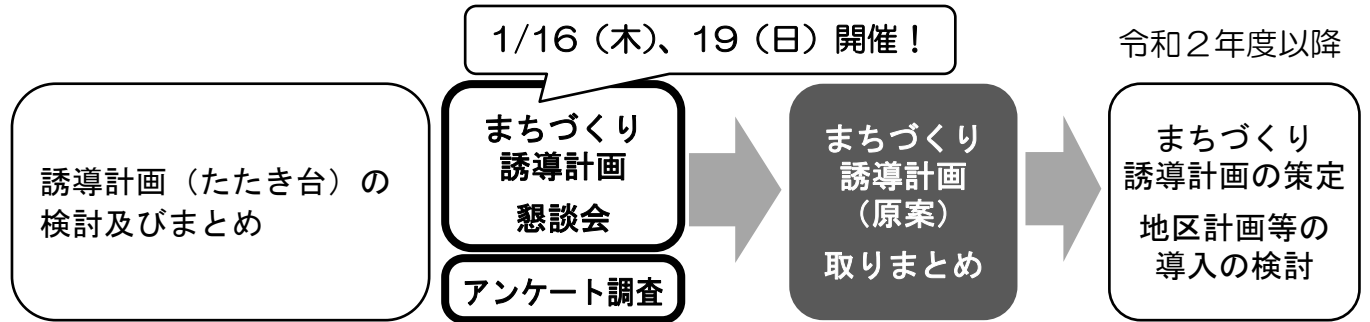 1/16（木）、19（日）開催！
令和２年度以降
誘導計画（たたき台）の
検討及びまとめ
まちづくり
誘導計画
懇談会
アンケート調査
まちづくり
誘導計画
（原案）
取りまとめ
まちづくり
誘導計画の策定
地区計画等の
導入の検討